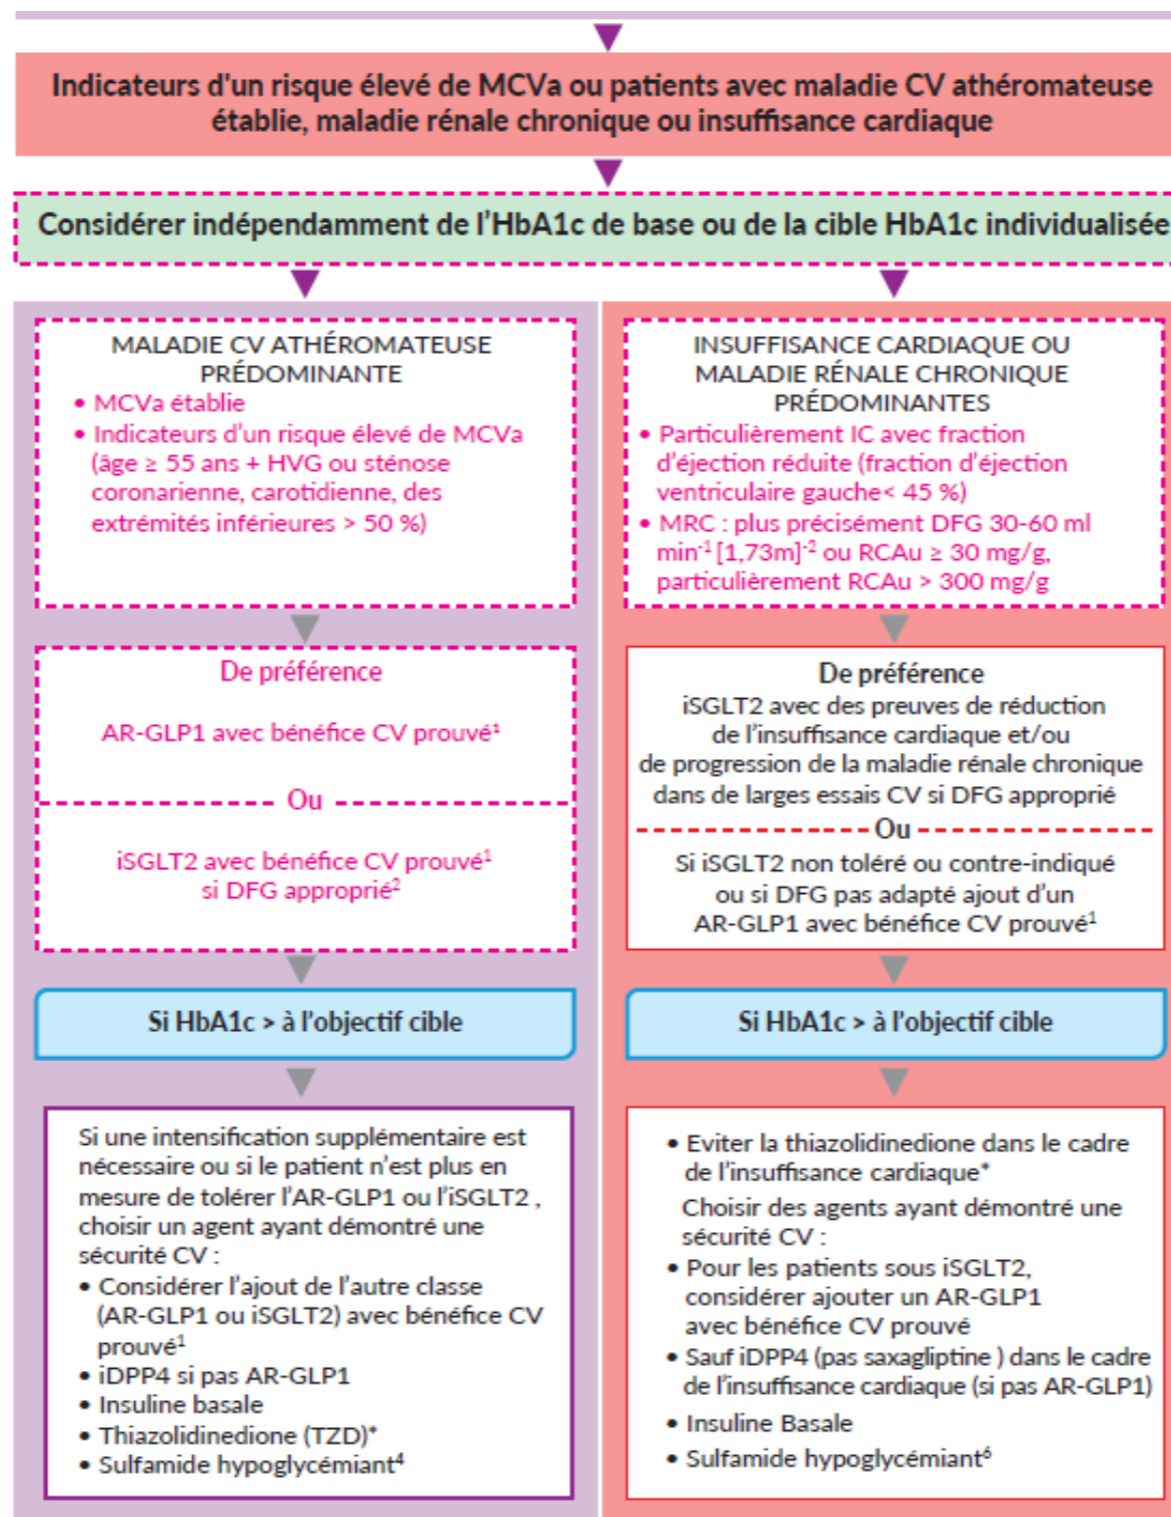 Indicateurs d'un risque élevé de MCVa ou patients avec maladie CV athéromateuse
établie, maladie rénale chronique ou insuffisance cardiaque
Considérer indépendamment de l'HbA1c de base ou de la cible HbA1c individualisée
MALADIE CV ATHÉROMATEUSE
PRÉDOMINANTE
• MCVa établie
• Indicateurs d'un risque élevé de MCVa
(âge ≥ 55 ans + HVG ou sténose
coronarienne, carotidienne, des
extrémités inférieures > 50 %)
De préférence
AR-GLP1 avec bénéfice CV prouvé¹
Ou
iSGLT2 avec bénéfice CV prouvé¹
si DFG approprié²
Si HbA1c > à l'objectif cible
Si une intensification supplémentaire est
nécessaire ou si le patient n'est plus en
mesure de tolérer l'AR-GLP1 ou l'iSGLT2 ,
choisir un agent ayant démontré une
sécurité CV :
• Considérer l'ajout de l'autre classe
(AR-GLP1 ou iSGLT2) avec bénéfice CV
prouvé¹
• iDPP4 si pas AR-GLP1
• Insuline basale
• Thiazolidinedione (TZD)*
• Sulfamide hypoglycémiant⁴
INSUFFISANCE CARDIAQUE OU
MALADIE RÉNALE CHRONIQUE
PRÉDOMINANTES
• Particulièrement IC avec fraction
d'éjection réduite (fraction d'éjection
ventriculaire gauche< 45 %)
• MRC : plus précisément DFG 30-60 ml
min⁻¹ [1,73m]⁻² ou RCAu ≥ 30 mg/g,
particulièrement RCAu > 300 mg/g
De préférence
iSGLT2 avec des preuves de réduction
de l'insuffisance cardiaque et/ou
de progression de la maladie rénale chronique
dans de larges essais CV si DFG approprié
Ou
Si iSGLT2 non toléré ou contre-indiqué
ou si DFG pas adapté ajout d'un
AR-GLP1 avec bénéfice CV prouvé¹
Si HbA1c > à l'objectif cible
• Eviter la thiazolidinedione dans le cadre
de l'insuffisance cardiaque*
Choisir des agents ayant démontré une
sécurité CV :
• Pour les patients sous iSGLT2,
considérer ajouter un AR-GLP1
avec bénéfice CV prouvé
• Sauf iDPP4 (pas saxagliptine ) dans le cadre
de l'insuffisance cardiaque (si pas AR-GLP1)
• Insuline Basale
• Sulfamide hypoglycémiant⁶